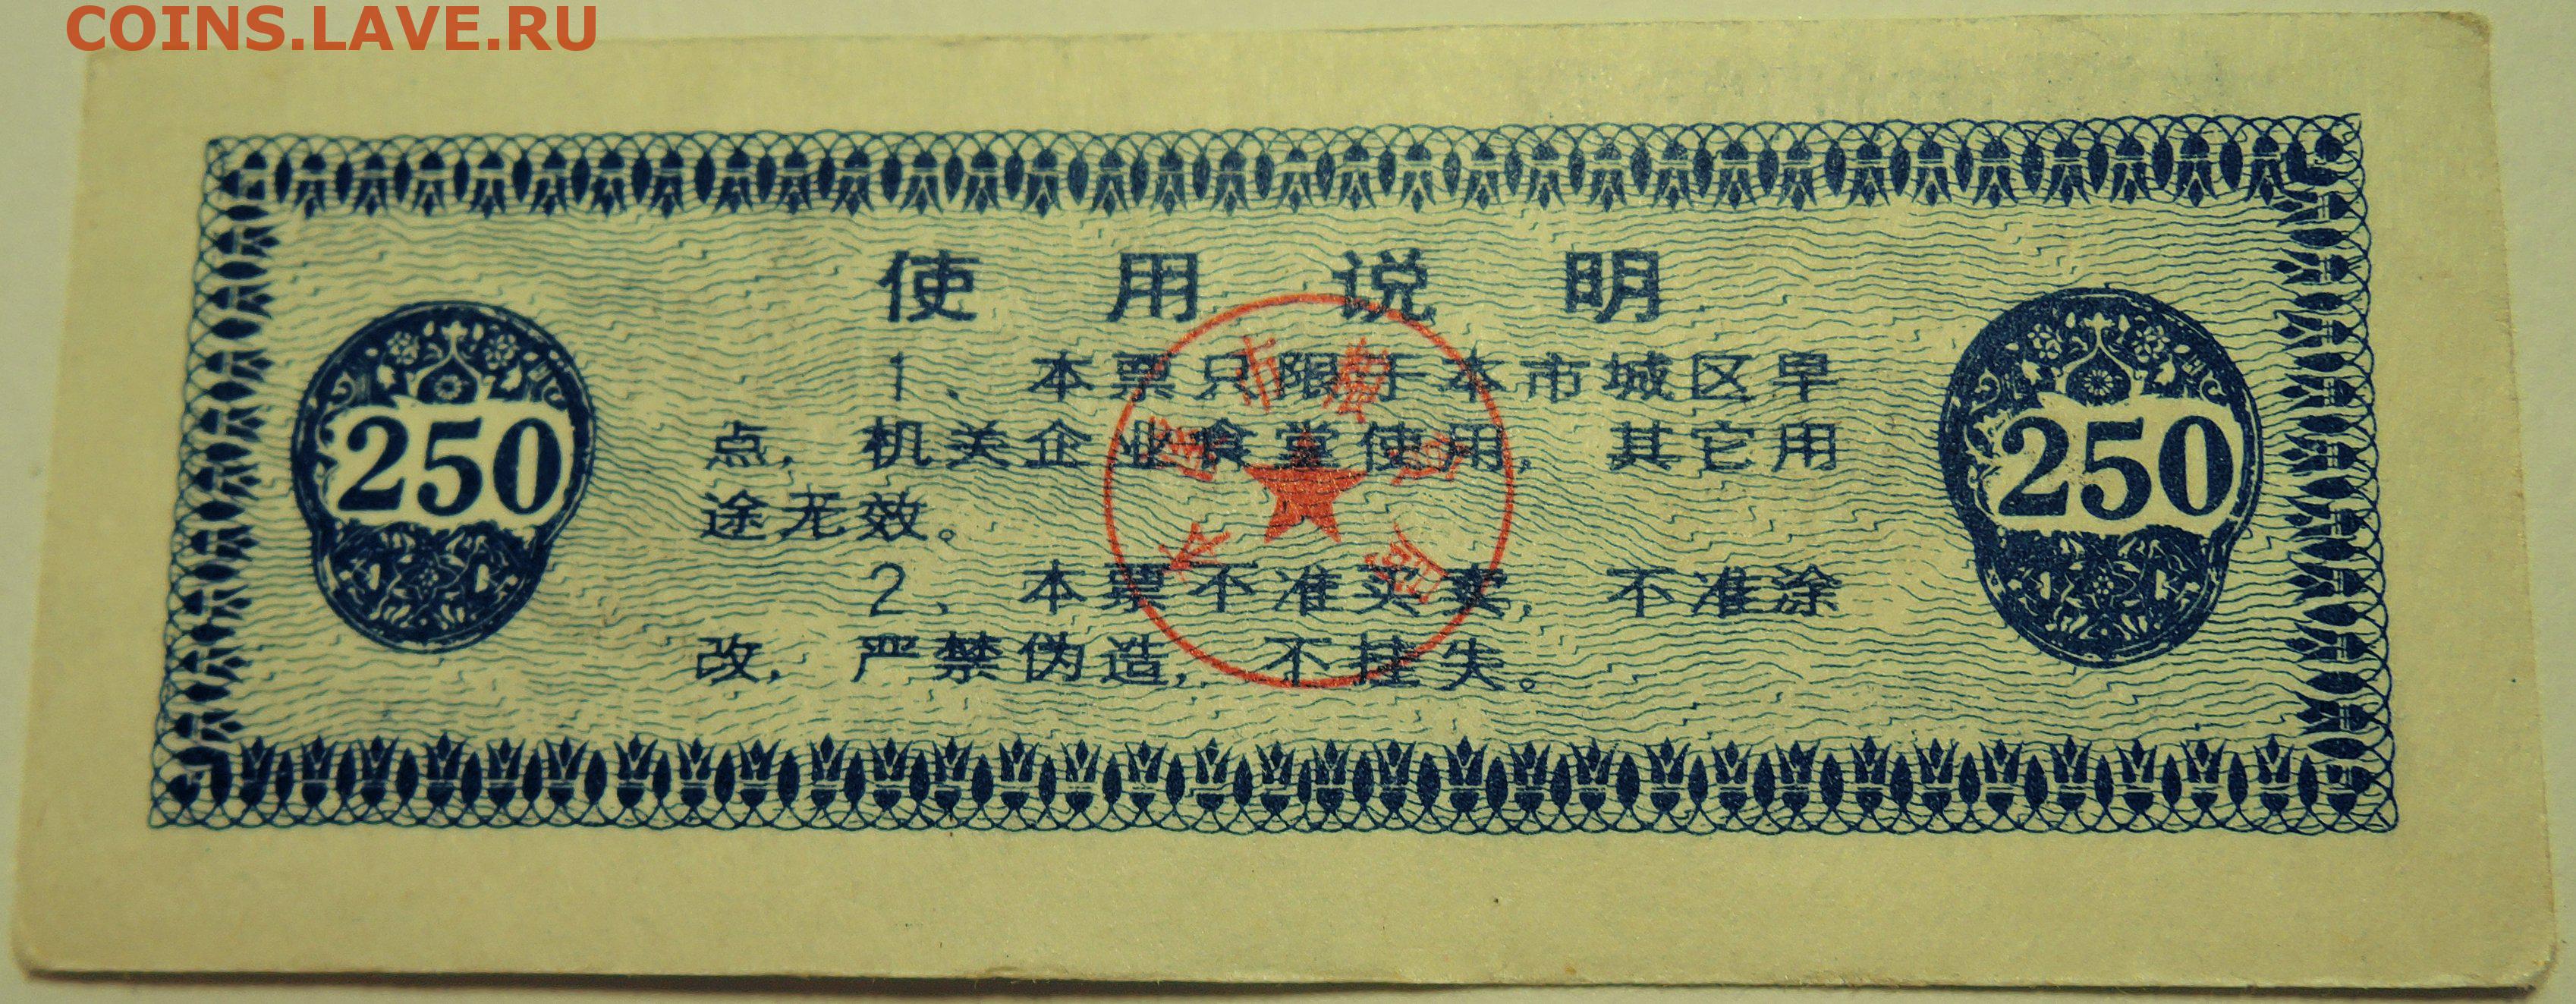 COINS.LAVE.RU
使用说明
1、本票只限于本市城区早
点，机关企业食堂使用，其它用
途无效。
2、本票不准买卖，不准涂
改，严禁伪造，不挂失。
250
250